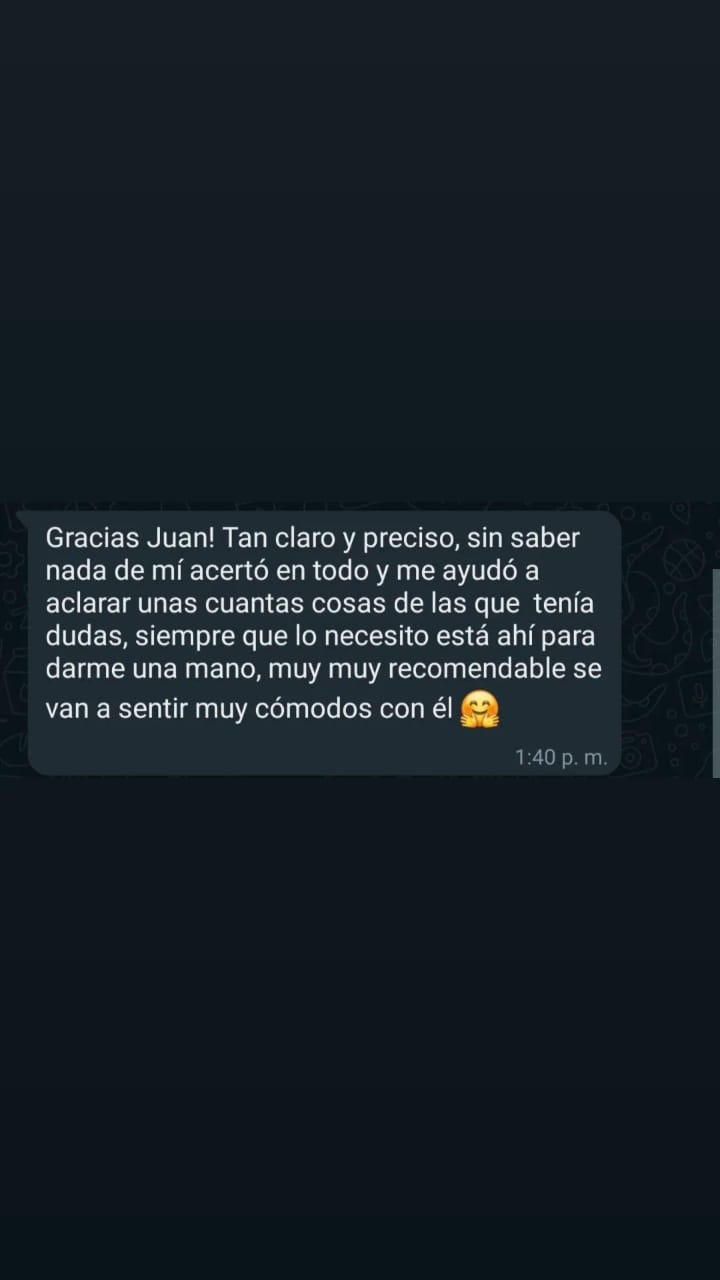 Gracias Juan! Tan claro y preciso, sin saber
nada de mí acertó en todo y me ayudó a
aclarar unas cuantas cosas de las que  tenía
dudas, siempre que lo necesito está ahí para
darme una mano, muy muy recomendable se
van a sentir muy cómodos con él 🤗
1:40 p. m.